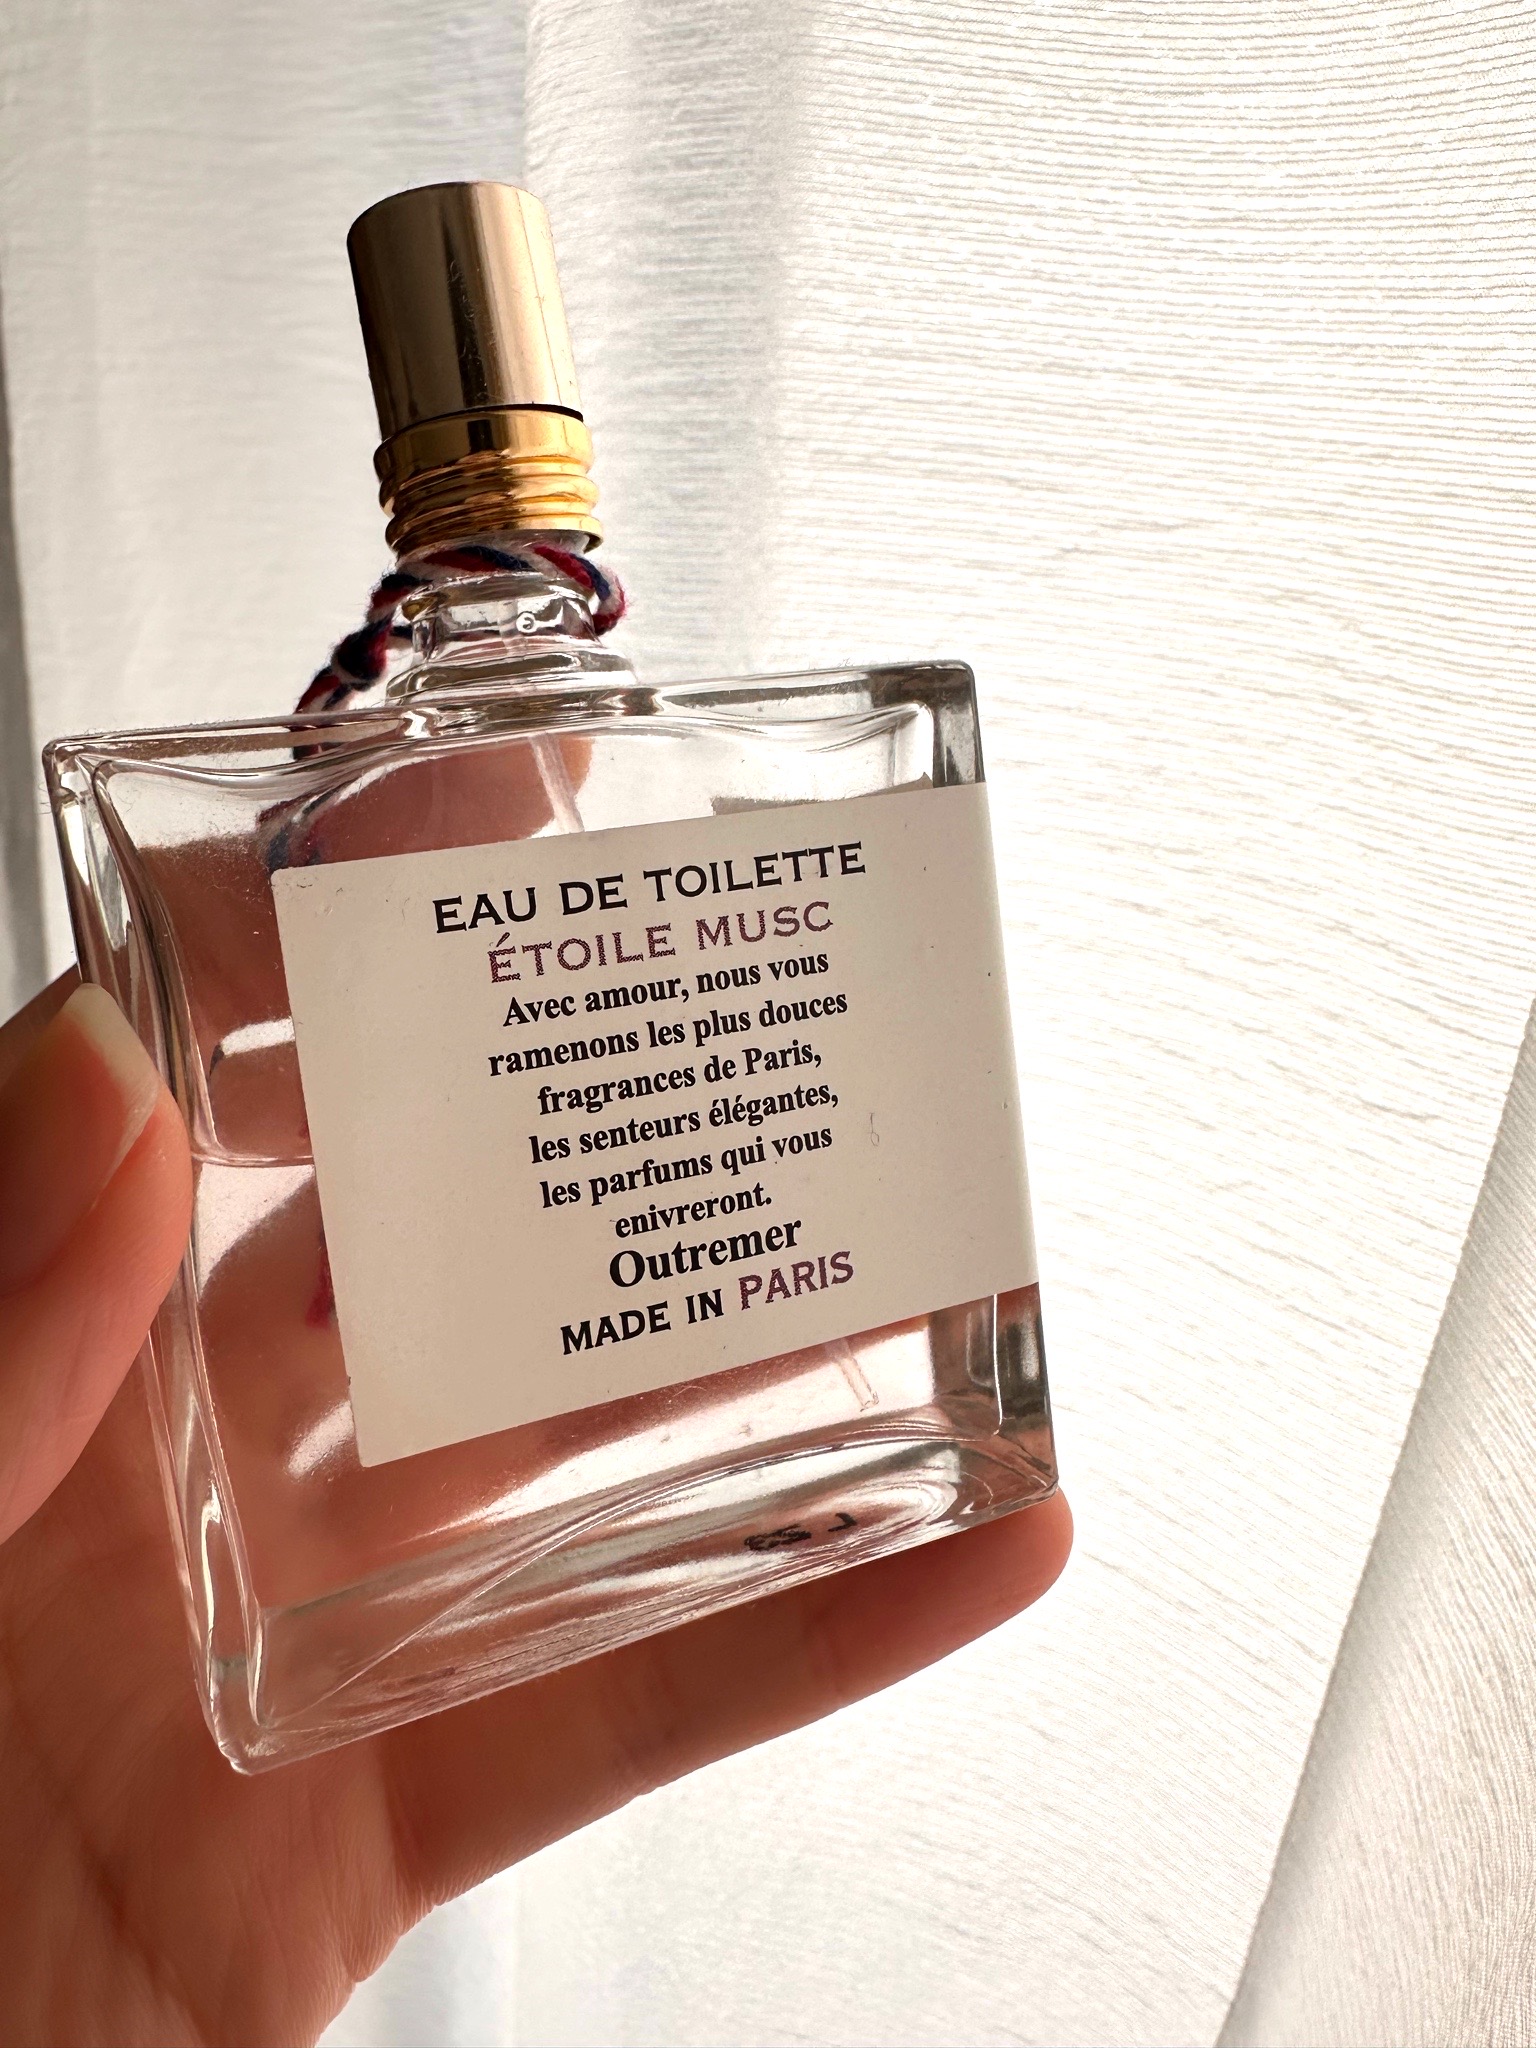 EAU DE TOILETTE
ÉTOILE MUSC
Avec amour, nous vous
ramenons les plus douces
fragrances de Paris,
les senteurs élégantes,
les parfums qui vous
enivreront.
Outremer
MADE IN PARIS